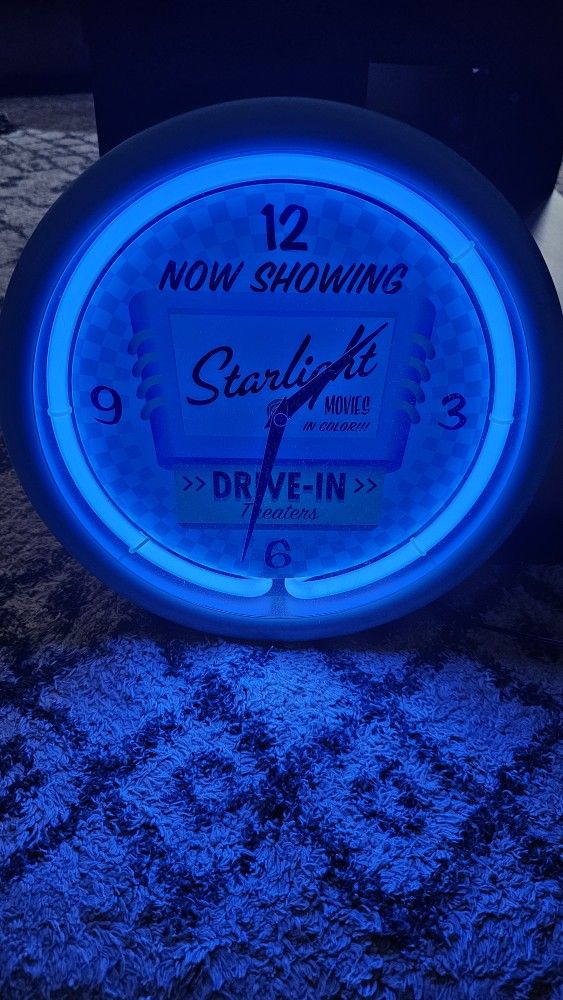 12
NOW SHOWING
Starlight
9
MOVIES
3
IN COLOR!!!
>> DRIVE-IN >>
Theaters
6